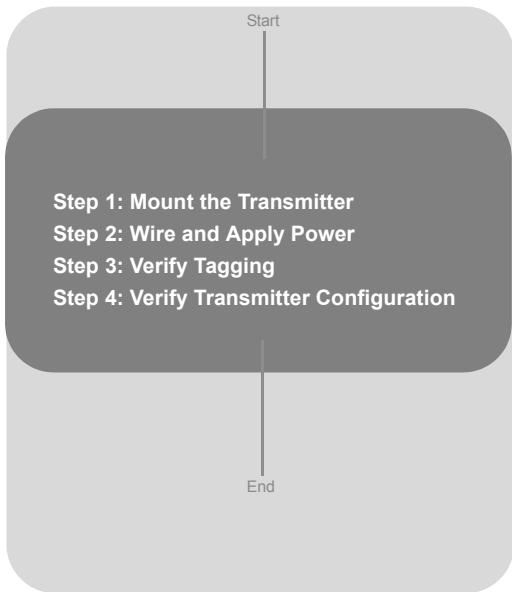 Start
Step 1: Mount the Transmitter
Step 2: Wire and Apply Power
Step 3: Verify Tagging
Step 4: Verify Transmitter Configuration
End